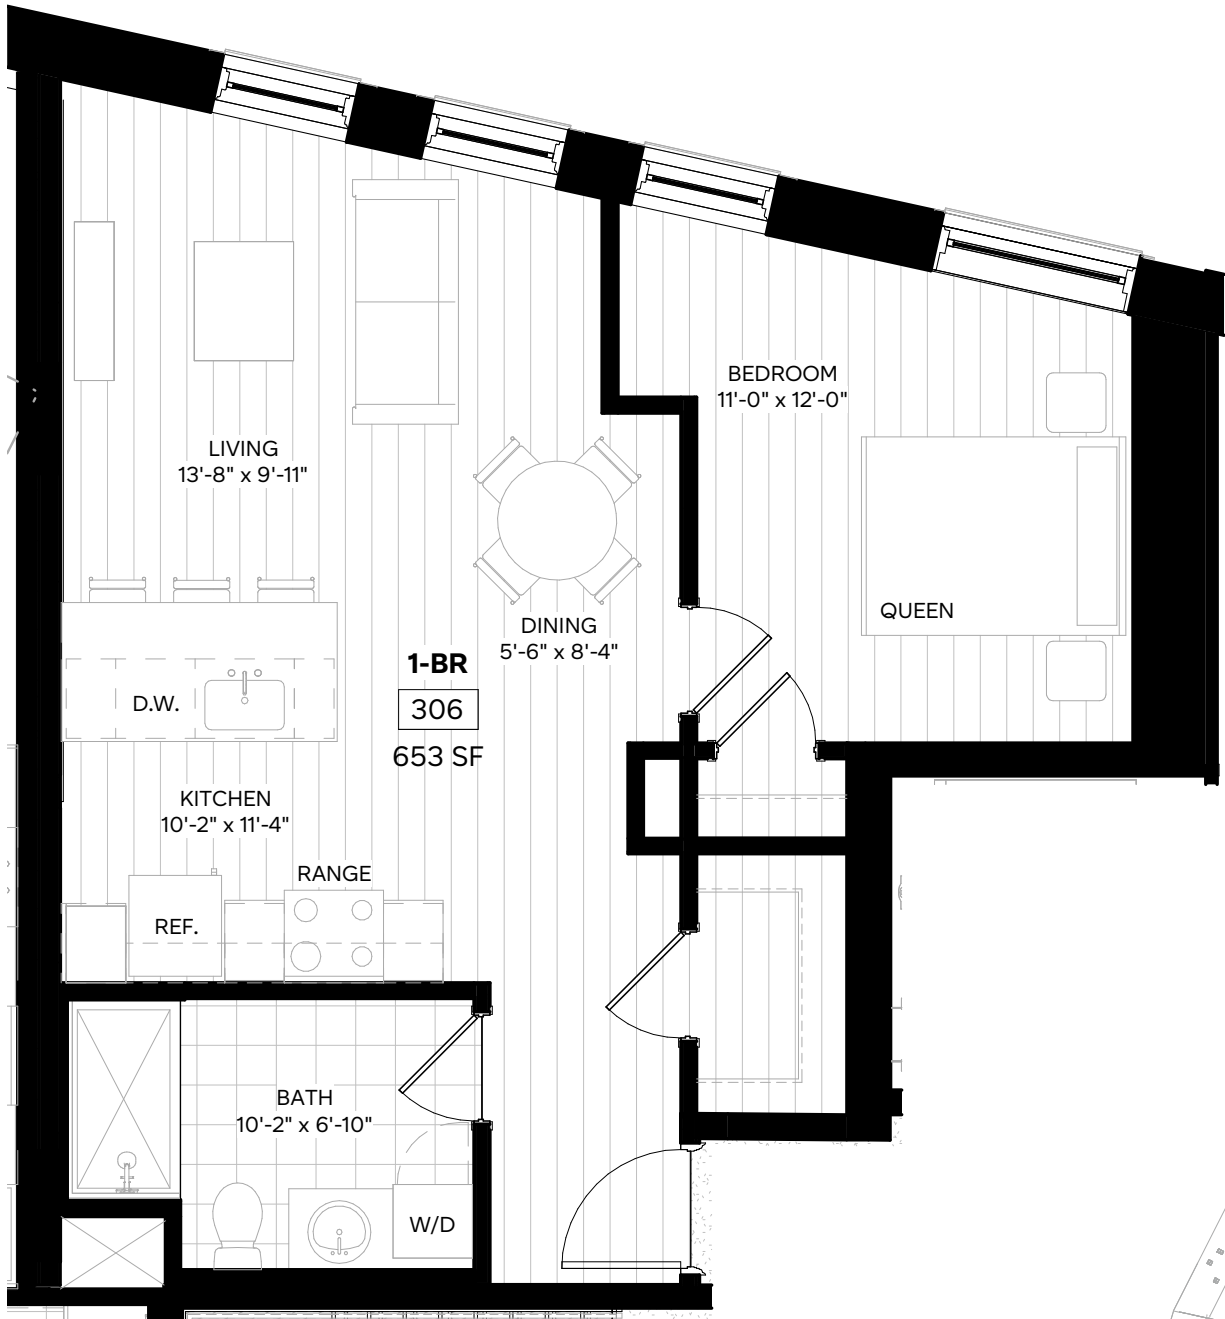 BEDROOM
11'-0" x 12'-0"
LIVING
13'-8" x 9'-11"
QUEEN
DINING
5'-6" x 8'-4"
1-BR
306
653 SF
D.W.
KITCHEN
10'-2" x 11'-4"
RANGE
REF.
BATH
10'-2" x 6'-10"
W/D